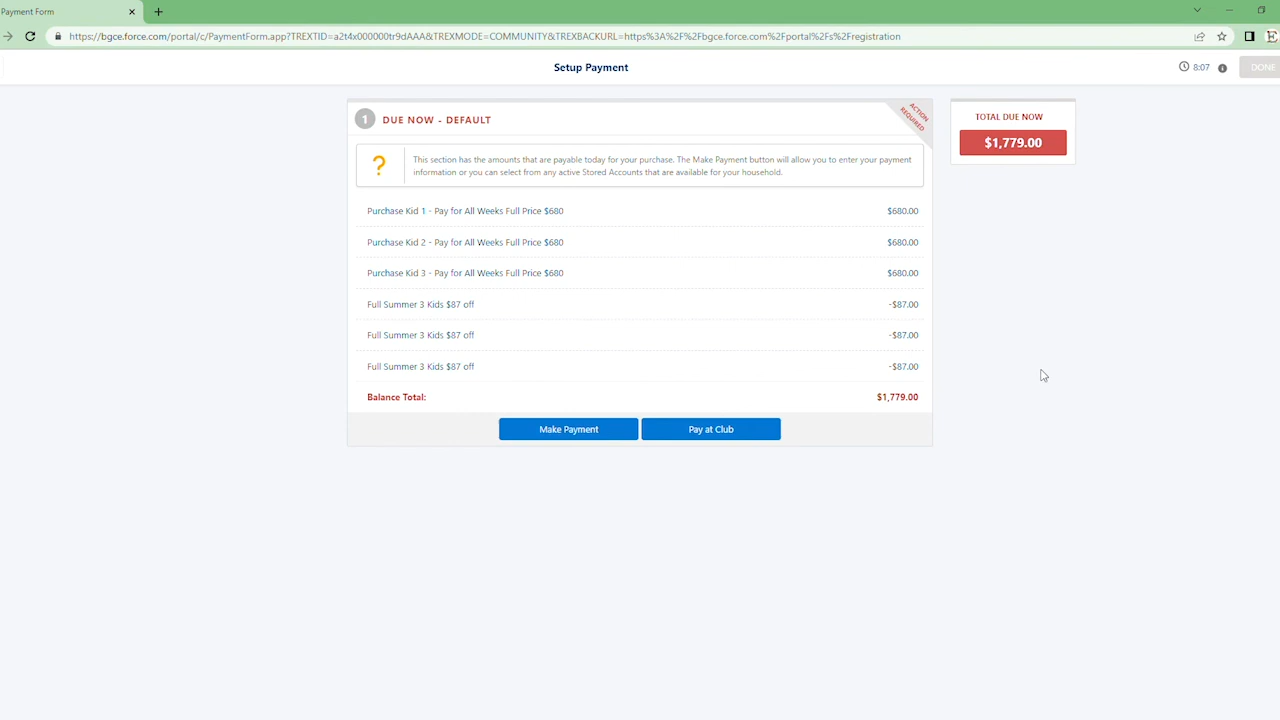 Payment Form
https://bgce.force.com/portal/c/PaymentForm.app?TREXTID=a2t4x000000tr9dAAA&TREXMODE=COMMUNITY&TREXBACKURL=https%3A%2F%2Fbgce.force.com%2Fportal%2Fs%2Fregistration
Setup Payment
8:07
DONE
1 DUE NOW - DEFAULT
ACTION
REQUIRED
TOTAL DUE NOW
$1,779.00
? This section has the amounts that are payable today for your purchase. The Make Payment button will allow you to enter your payment
information or you can select from any active Stored Accounts that are available for your household.
Purchase Kid 1 - Pay for All Weeks Full Price $680 $680.00
Purchase Kid 2 - Pay for All Weeks Full Price $680 $680.00
Purchase Kid 3 - Pay for All Weeks Full Price $680 $680.00
Full Summer 3 Kids $87 off -$87.00
Full Summer 3 Kids $87 off -$87.00
Full Summer 3 Kids $87 off -$87.00
Balance Total: $1,779.00
Make Payment Pay at Club